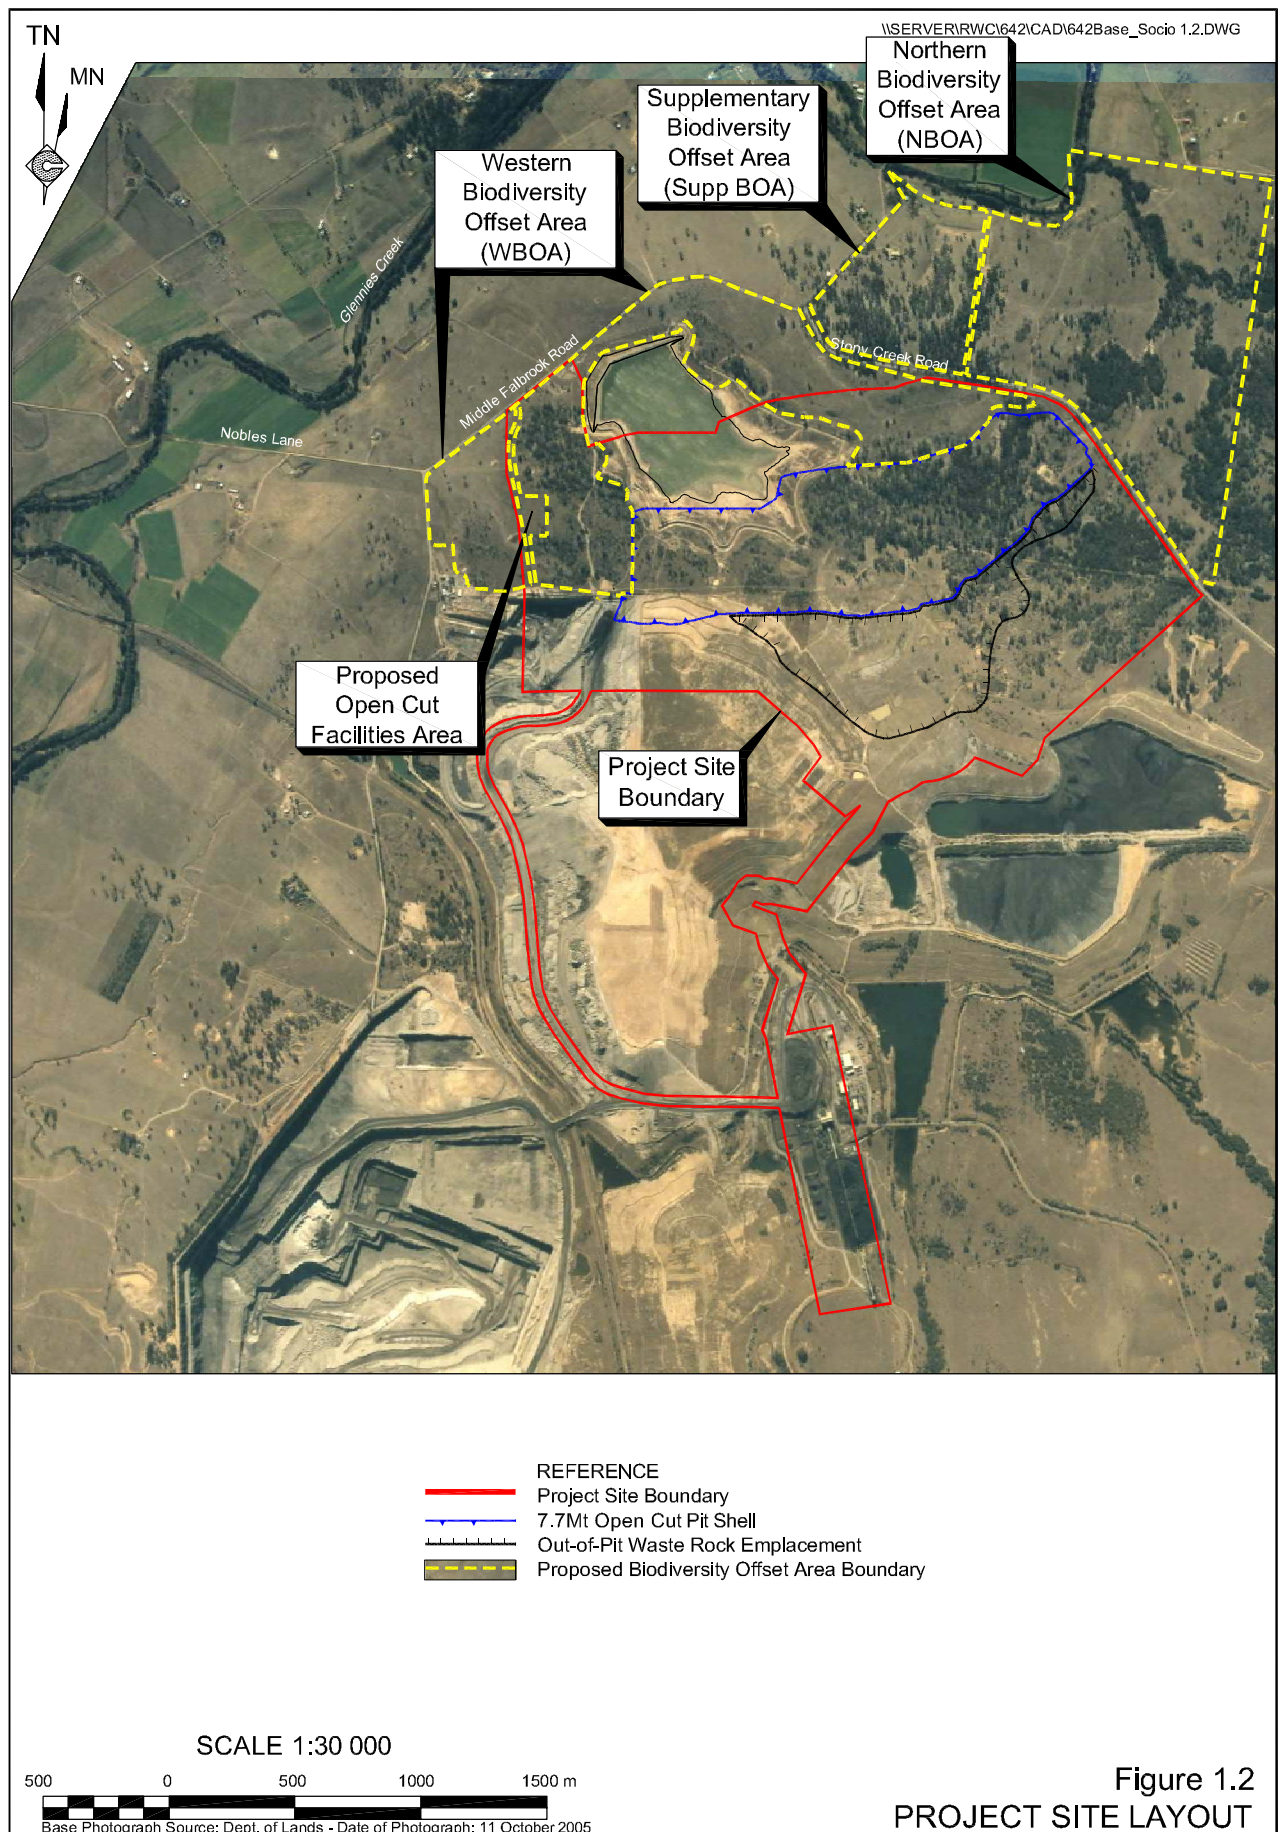 \\SERVER\RWC\642\CAD\642Base_Socio 1.2.DWG
TN
MN
Northern
Biodiversity
Offset Area
(NBOA)
Supplementary
Biodiversity
Offset Area
(Supp BOA)
Western
Biodiversity
Offset Area
(WBOA)
Glennies Creek
Stony Creek Road
Middle Falbrook Road
Nobles Lane
Proposed
Open Cut
Facilities Area
Project Site
Boundary
REFERENCE
Project Site Boundary
7.7Mt Open Cut Pit Shell
Out-of-Pit Waste Rock Emplacement
Proposed Biodiversity Offset Area Boundary
SCALE 1:30 000
500 0 500 1000 1500 m
Base Photograph Source: Dept. of Lands - Date of Photograph: 11 October 2005
Figure 1.2
PROJECT SITE LAYOUT